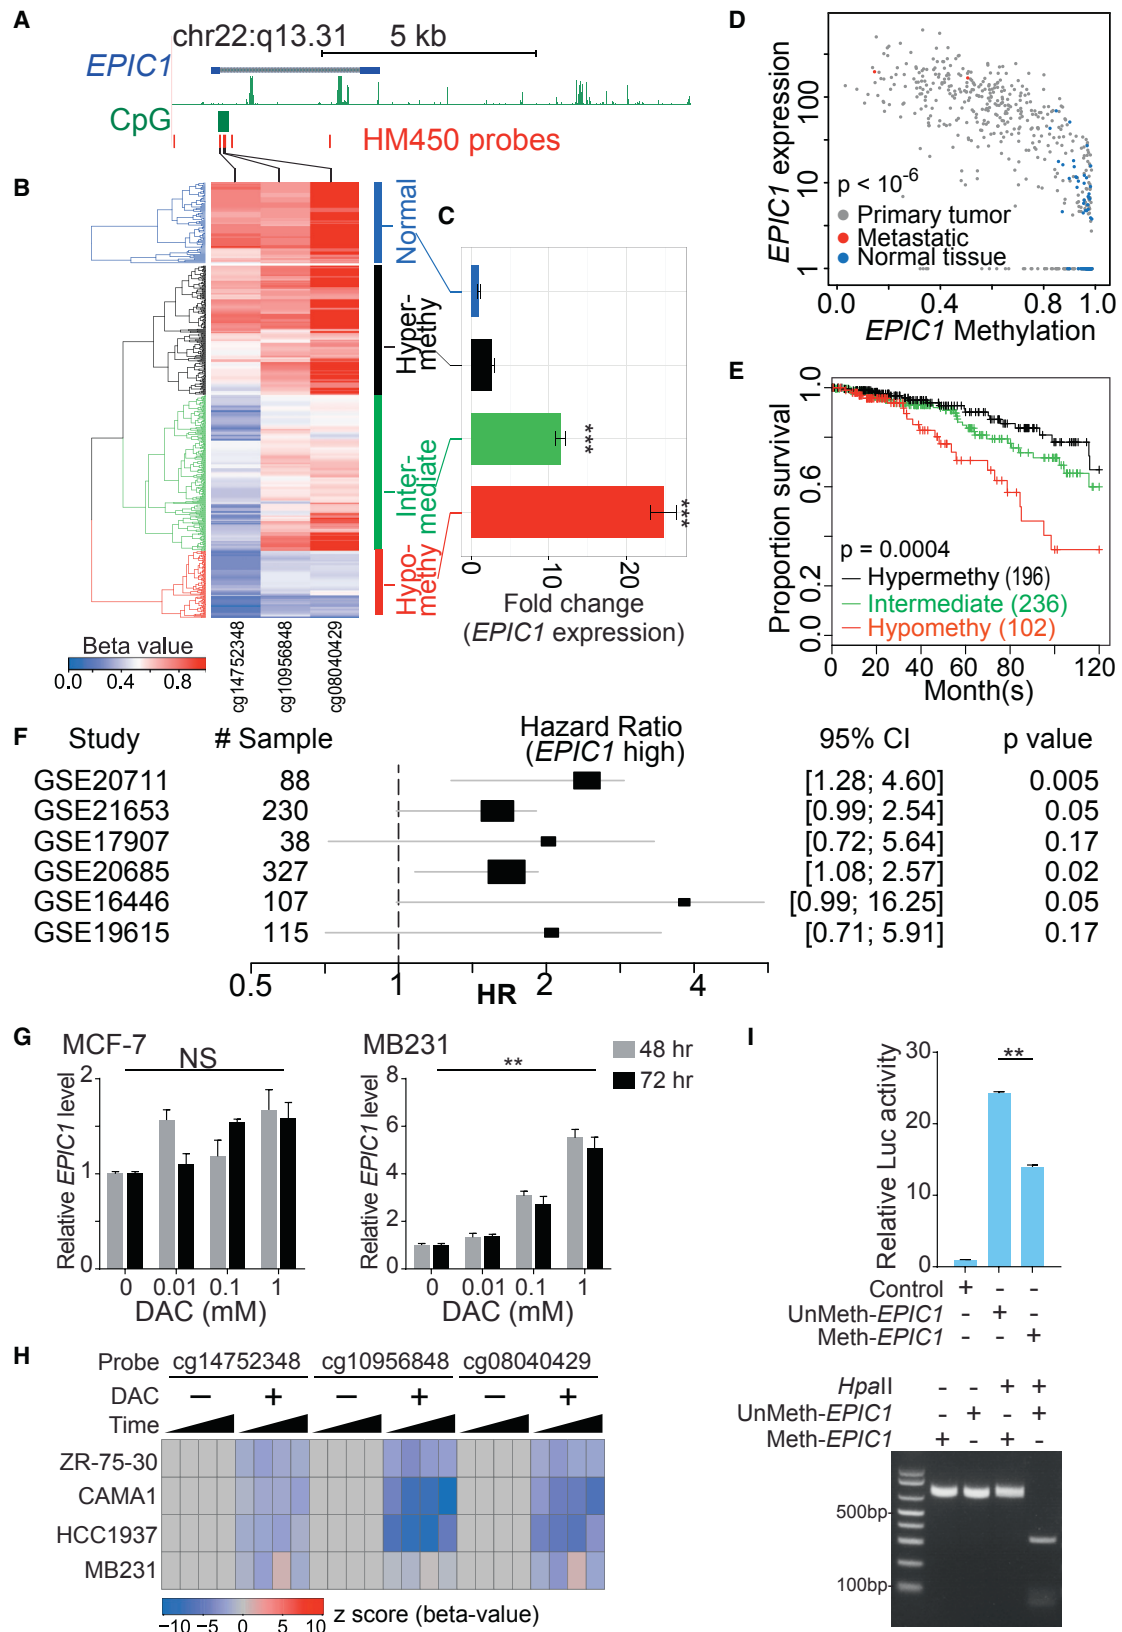 A
chr22:q13.31
5 kb
EPIC1
CpG
HM450 probes
B
Normal
Hyper-
methy
Inter-
mediate
Hypo-
methy
Beta value
0.0 0.4 0.8
cg14752348
cg10956848
cg08040429
C
***
***
0 10 20
Fold change
(EPIC1 expression)
D
EPIC1 expression
100
10
1
p < 10-6
Primary tumor
Metastatic
Normal tissue
0.0 0.4 0.8 1.0
EPIC1 Methylation
E
Proportion survival
1.0
0.6
0.2
0.0
p = 0.0004
Hypermethy (196)
Intermediate (236)
Hypomethy (102)
0 20 40 60 80 120
Month(s)
F
Study # Sample Hazard Ratio (EPIC1 high) 95% CI p value
GSE20711 88 [1.28; 4.60] 0.005
GSE21653 230 [0.99; 2.54] 0.05
GSE17907 38 [0.72; 5.64] 0.17
GSE20685 327 [1.08; 2.57] 0.02
GSE16446 107 [0.99; 16.25] 0.05
GSE19615 115 [0.71; 5.91] 0.17
0.5 1 2 4
HR
G
MCF-7
NS
Relative EPIC1 level
2
1
0
0 0.01 0.1 1
DAC (mM)
MB231
**
48 hr
72 hr
Relative EPIC1 level
8
6
4
2
0
0 0.01 0.1 1
DAC (mM)
H
Probe cg14752348 cg10956848 cg08040429
DAC − + − + − +
Time
ZR-75-30
CAMA1
HCC1937
MB231
−10 −5 0 5 10
z score (beta-value)
I
Relative Luc activity
30
20
10
0
**
Control + - -
UnMeth-EPIC1 - + -
Meth-EPIC1 - - +
HpaII - - + +
UnMeth-EPIC1 - + - +
Meth-EPIC1 + - + -
500bp-
100bp-